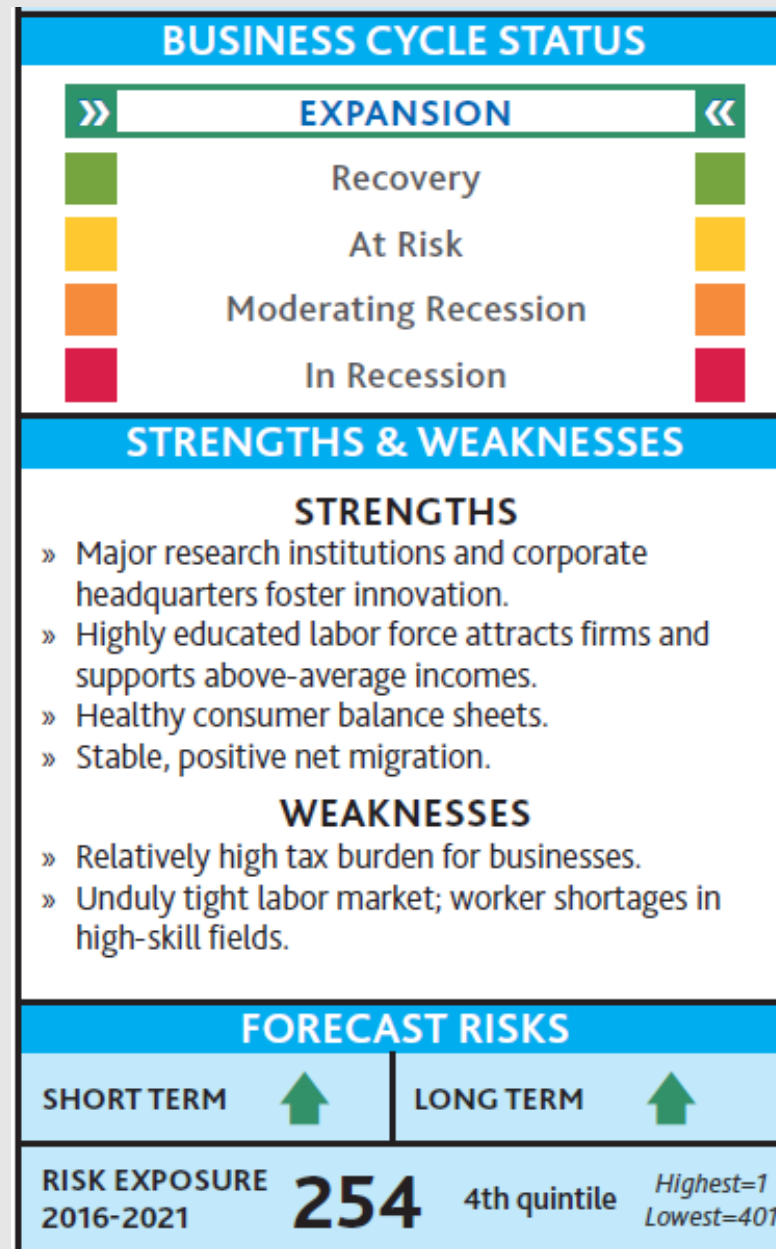 BUSINESS CYCLE STATUS
» EXPANSION «
Recovery
At Risk
Moderating Recession
In Recession
STRENGTHS & WEAKNESSES
STRENGTHS
» Major research institutions and corporate
headquarters foster innovation.
» Highly educated labor force attracts firms and
supports above-average incomes.
» Healthy consumer balance sheets.
» Stable, positive net migration.
WEAKNESSES
» Relatively high tax burden for businesses.
» Unduly tight labor market; worker shortages in
high-skill fields.
FORECAST RISKS
SHORT TERM
LONG TERM
RISK EXPOSURE
2016-2021
254
4th quintile
Highest=1
Lowest=401